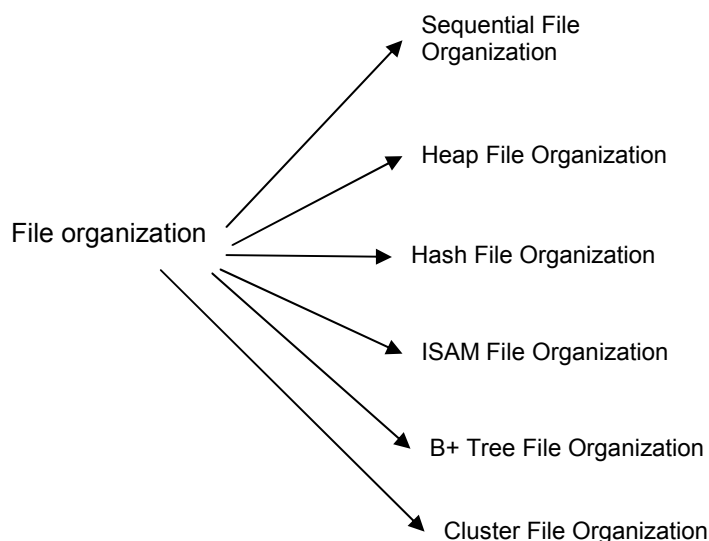 Sequential File
Organization
Heap File Organization
File organization
Hash File Organization
ISAM File Organization
B+ Tree File Organization
Cluster File Organization